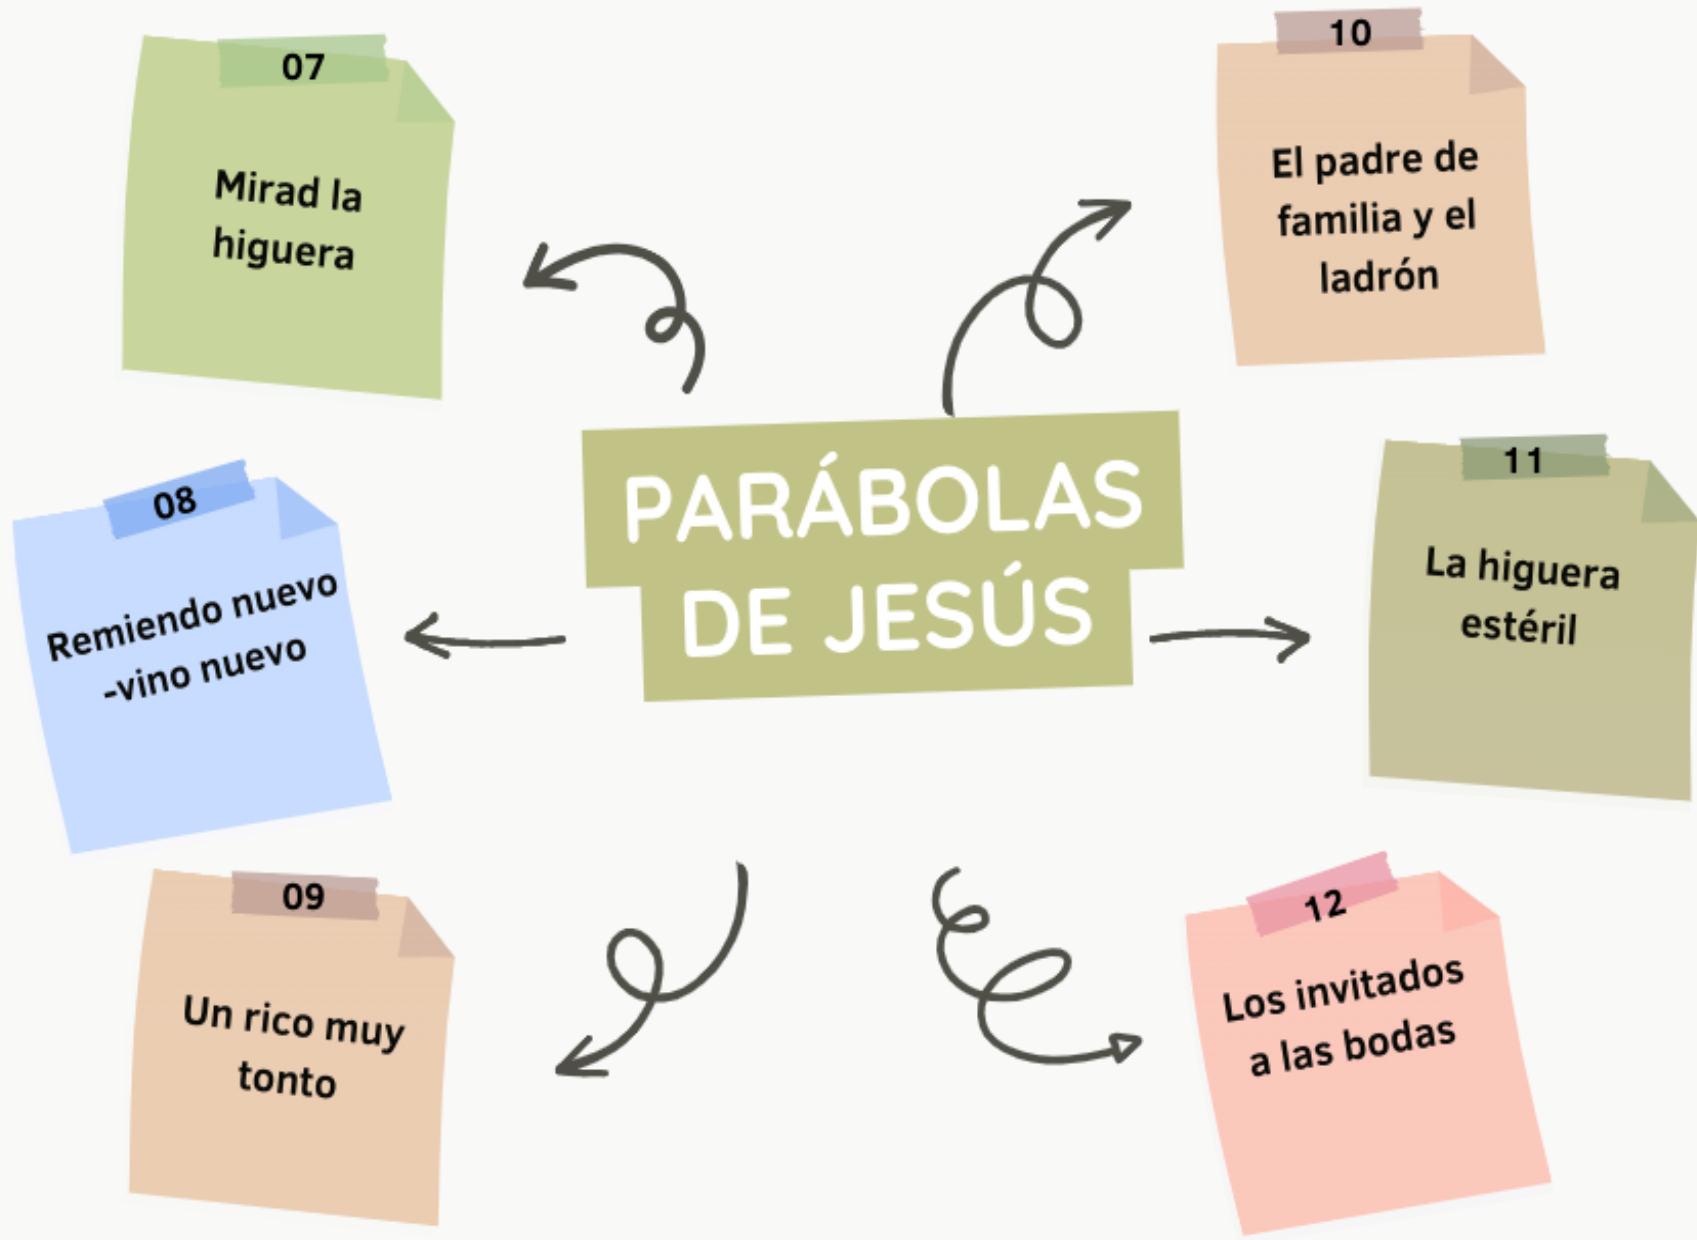 07
Mirad la
higuera
08
Remiendo nuevo
-vino nuevo
09
Un rico muy
tonto
PARÁBOLAS
DE JESÚS
10
El padre de
familia y el
ladrón
11
La higuera
estéril
12
Los invitados
a las bodas